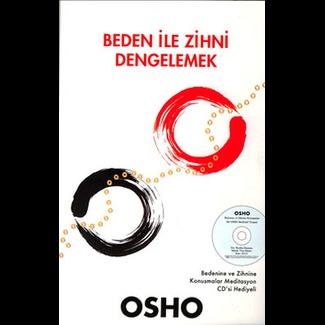 BEDEN İLE ZİHNİ
DENGELEMEK
OSHO
Bedenine ve Zihnine
Konuşmalar Meditasyon
CD'si Hediyeli
OSHO